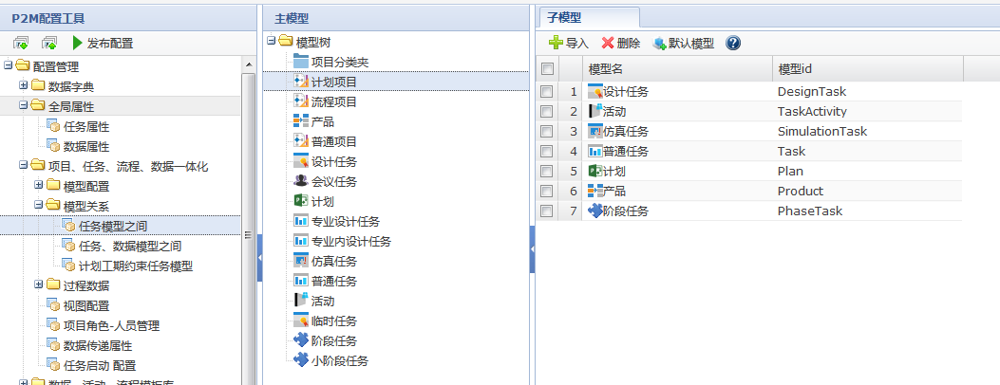 P2M配置工具
发布配置
配置管理
数据字典
全局属性
任务属性
数据属性
项目、任务、流程、数据一体化
模型配置
模型关系
任务模型之间
任务、数据模型之间
计划工期约束任务模型
过程数据
视图配置
项目角色-人员管理
数据传递属性
任务启动 配置
数据、活动、流程模板库
主模型
模型树
项目分类夹
计划项目
流程项目
产品
普通项目
设计任务
会议任务
计划
专业设计任务
专业内设计任务
仿真任务
普通任务
活动
临时任务
阶段任务
小阶段任务
子模型
导入 删除 默认模型
模型名 模型id
1 设计任务 DesignTask
2 活动 TaskActivity
3 仿真任务 SimulationTask
4 普通任务 Task
5 计划 Plan
6 产品 Product
7 阶段任务 PhaseTask